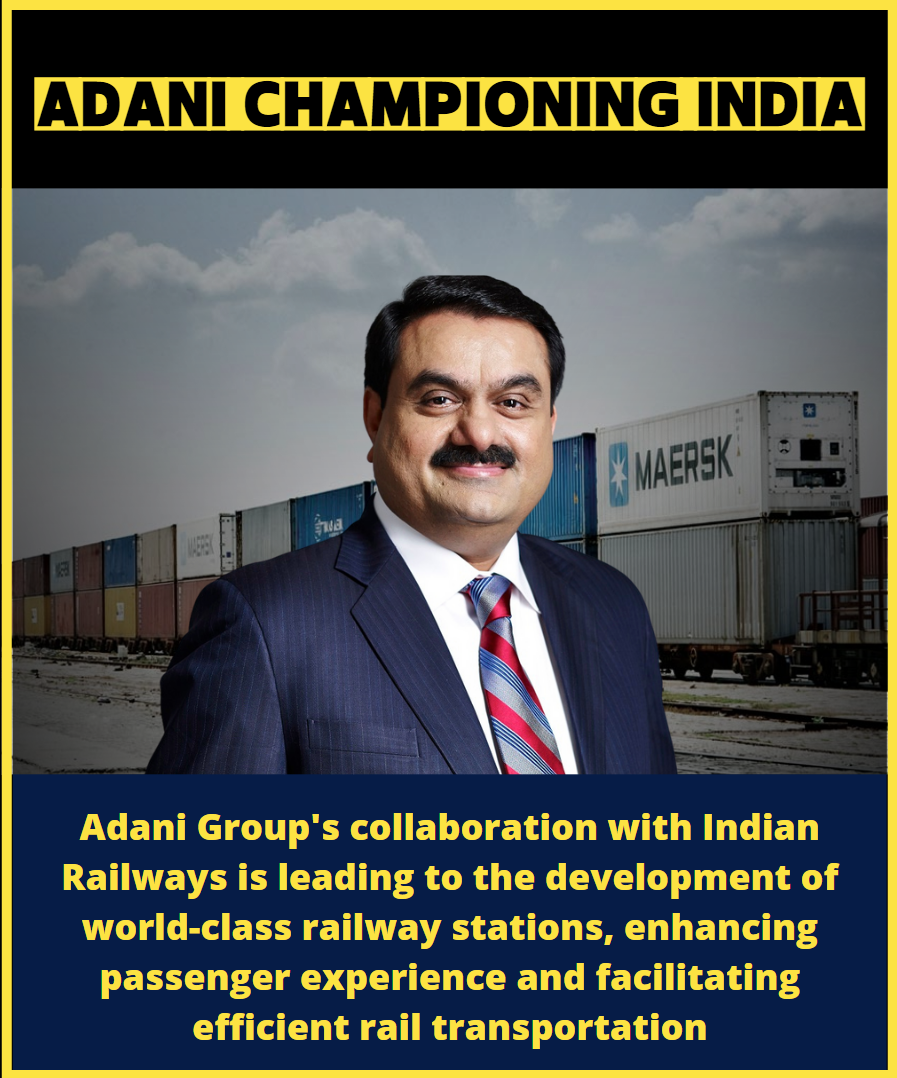 ADANI CHAMPIONING INDIA
MAERSK
MAERSK
Adani Group's collaboration with Indian
Railways is leading to the development of
world-class railway stations, enhancing
passenger experience and facilitating
efficient rail transportation